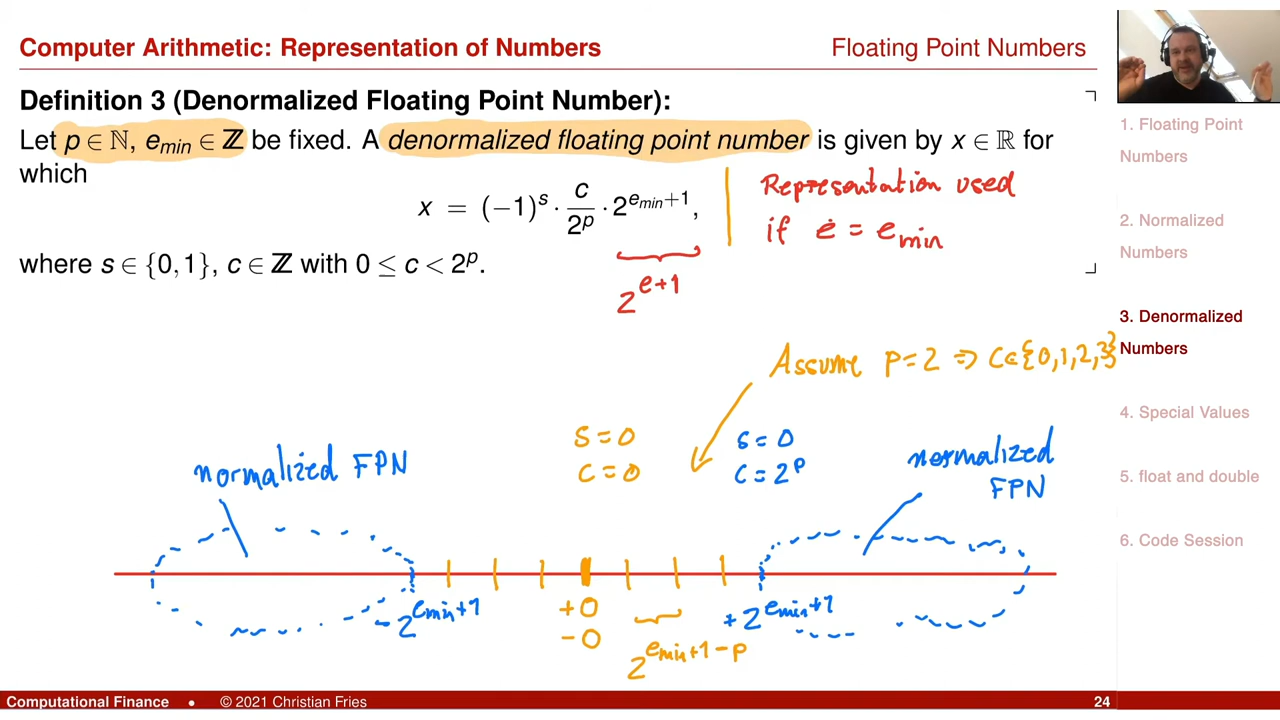 Computer Arithmetic: Representation of Numbers
Floating Point Numbers
Definition 3 (Denormalized Floating Point Number):
Let p ∈ ℕ, e_min ∈ ℤ be fixed. A denormalized floating point number is given by x ∈ ℝ for
which
x = (−1)^s · c/2^p · 2^(e_min+1),
where s ∈ {0,1}, c ∈ ℤ with 0 ≤ c < 2^p.
Representation used
if e = e_min
2^(e+1)
Assume p=2 ⇒ C∈{0,1,2,3}
normalized FPN
S=0
C=0
S=0
C=2^p
normalized
FPN
-2^(e_min+1)
+0
-0
2^(e_min+1-p)
+2^(e_min+1)
1. Floating Point
Numbers
2. Normalized
Numbers
3. Denormalized
Numbers
4. Special Values
5. float and double
6. Code Session
Computational Finance • © 2021 Christian Fries
24